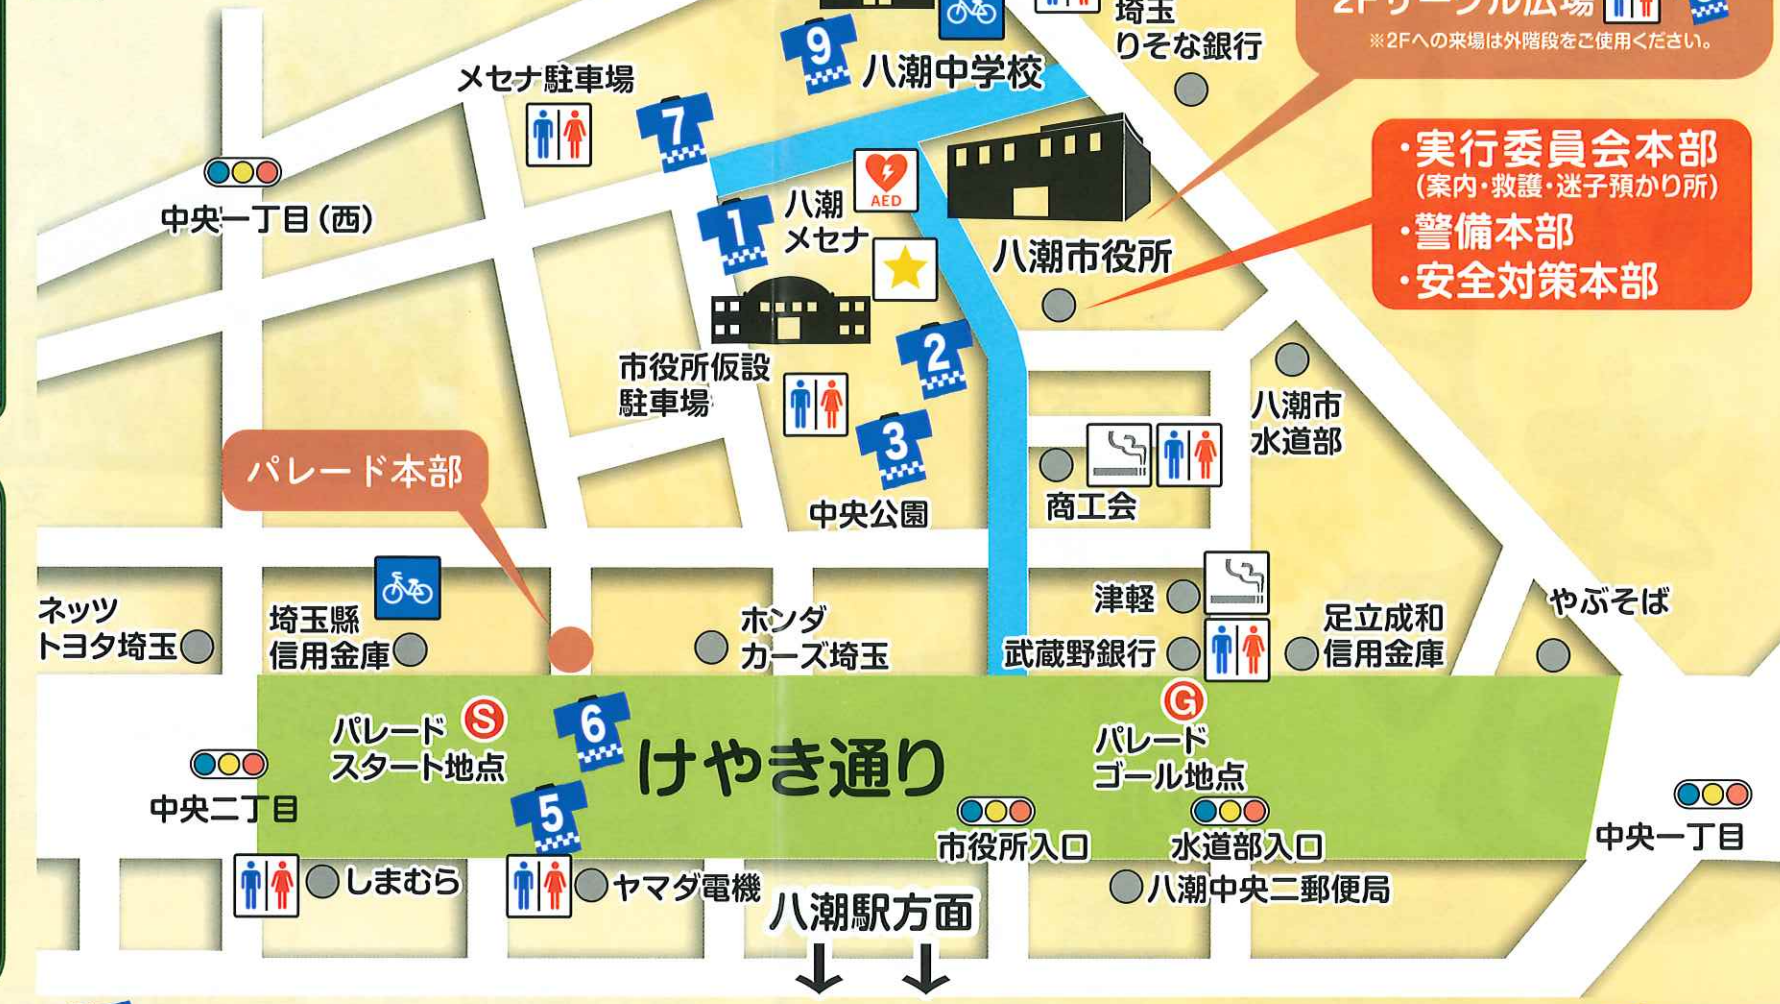 埼玉
りそな銀行
2Fサークル広場
※2Fへの来場は外階段をご使用ください。
9
八潮中学校
メセナ駐車場
7
・実行委員会本部
(案内・救護・迷子預かり所)
・警備本部
・安全対策本部
中央一丁目(西)
1
八潮
メセナ
AED
八潮市役所
2
市役所仮設
駐車場
3
八潮市
水道部
パレード本部
中央公園
商工会
ネッツ
トヨタ埼玉
埼玉縣
信用金庫
ホンダ
カーズ埼玉
津軽
武蔵野銀行
足立成和
信用金庫
やぶそば
パレード
スタート地点
S
6
けやき通り
G
パレード
ゴール地点
中央二丁目
5
市役所入口
水道部入口
中央一丁目
しまむら
ヤマダ電機
八潮駅方面
八潮中央二郵便局